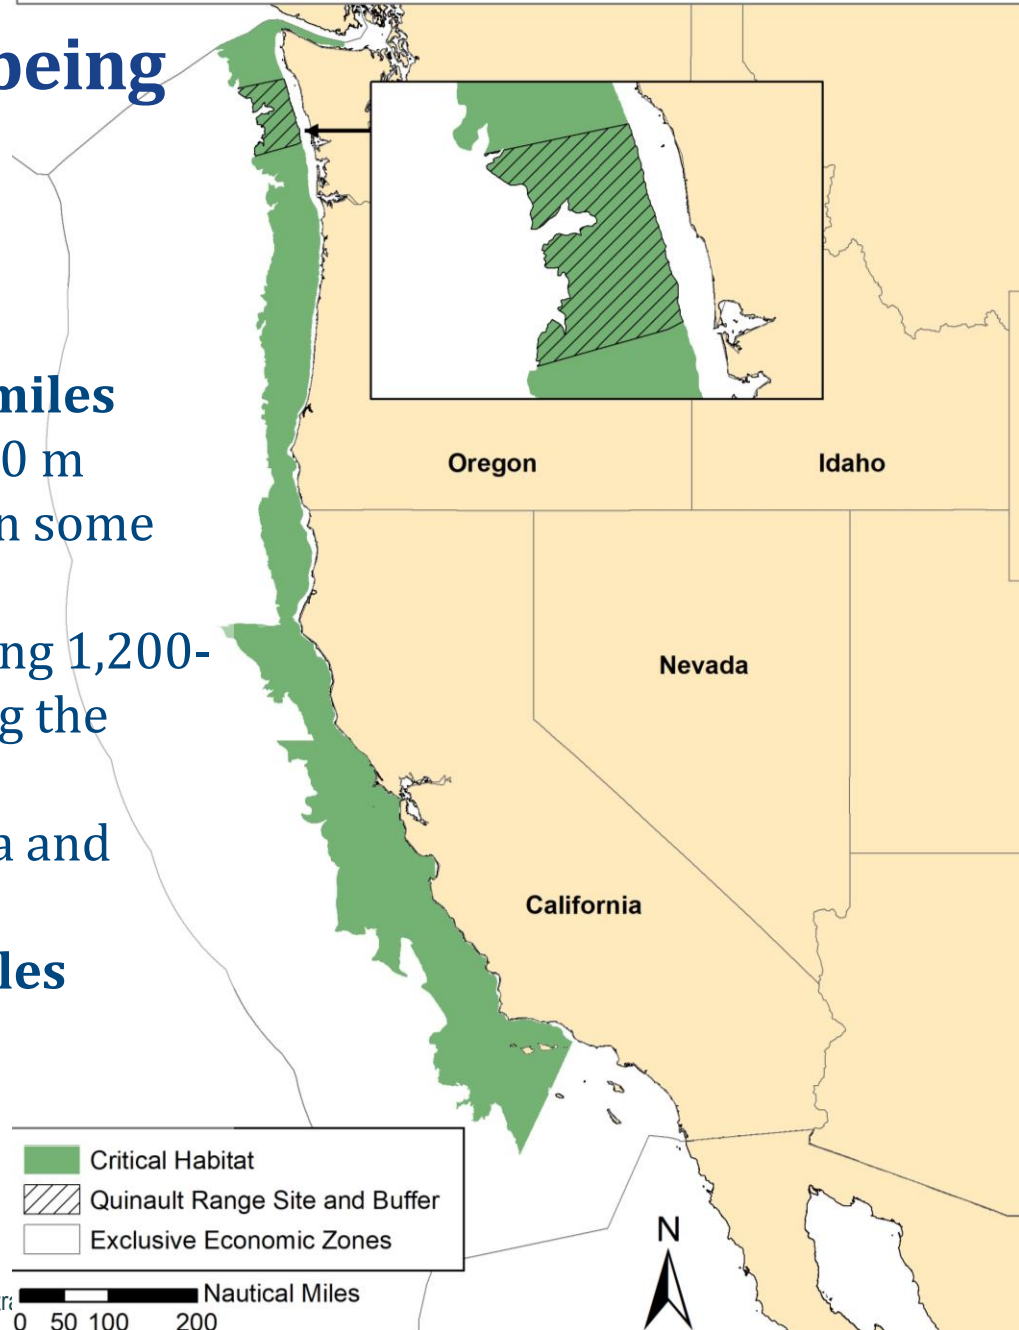 being
miles
0 m
n some
ng 1,200-
g the
a and
les
Oregon
Idaho
Nevada
California
Critical Habitat
Quinault Range Site and Buffer
Exclusive Economic Zones
N
Nautical Miles
0 50 100 200